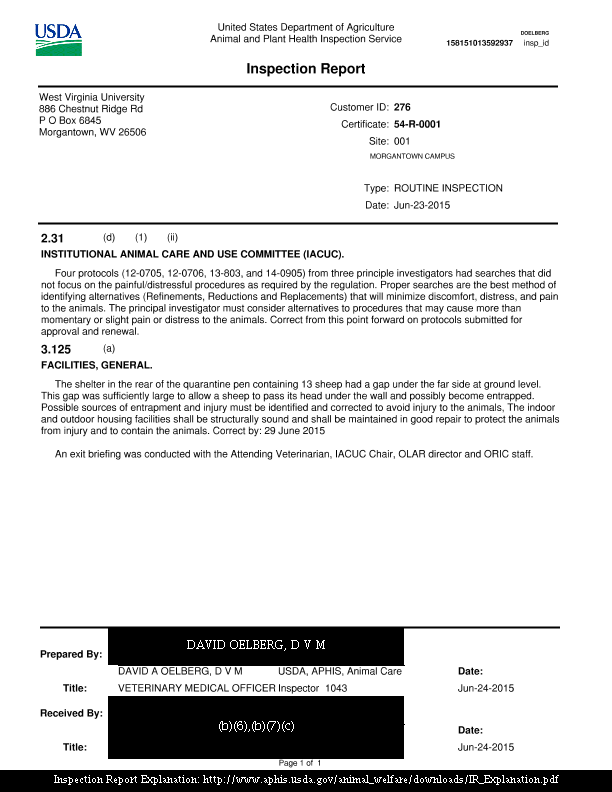 USDA
United States Department of Agriculture
Animal and Plant Health Inspection Service
DOELBERG
158151013592937 insp_id
Inspection Report
West Virginia University
886 Chestnut Ridge Rd
P O Box 6845
Morgantown, WV 26506
Customer ID: 276
Certificate: 54-R-0001
Site: 001
MORGANTOWN CAMPUS
Type: ROUTINE INSPECTION
Date: Jun-23-2015
2.31 (d) (1) (ii)
INSTITUTIONAL ANIMAL CARE AND USE COMMITTEE (IACUC).
Four protocols (12-0705, 12-0706, 13-803, and 14-0905) from three principle investigators had searches that did
not focus on the painful/distressful procedures as required by the regulation. Proper searches are the best method of
identifying alternatives (Refinements, Reductions and Replacements) that will minimize discomfort, distress, and pain
to the animals. The principal investigator must consider alternatives to procedures that may cause more than
momentary or slight pain or distress to the animals. Correct from this point forward on protocols submitted for
approval and renewal.
3.125 (a)
FACILITIES, GENERAL.
The shelter in the rear of the quarantine pen containing 13 sheep had a gap under the far side at ground level.
This gap was sufficiently large to allow a sheep to pass its head under the wall and possibly become entrapped.
Possible sources of entrapment and injury must be identified and corrected to avoid injury to the animals, The indoor
and outdoor housing facilities shall be structurally sound and shall be maintained in good repair to protect the animals
from injury and to contain the animals. Correct by: 29 June 2015
An exit briefing was conducted with the Attending Veterinarian, IACUC Chair, OLAR director and ORIC staff.
DAVID OELBERG, D V M
Prepared By:
DAVID A OELBERG, D V M USDA, APHIS, Animal Care Date:
Title: VETERINARY MEDICAL OFFICER Inspector 1043 Jun-24-2015
Received By:
(b)(6),(b)(7)(c)
Date:
Title: Jun-24-2015
Page 1 of 1
Inspection Report Explanation: http://www.aphis.usda.gov/animal_welfare/downloads/IR_Explanation.pdf